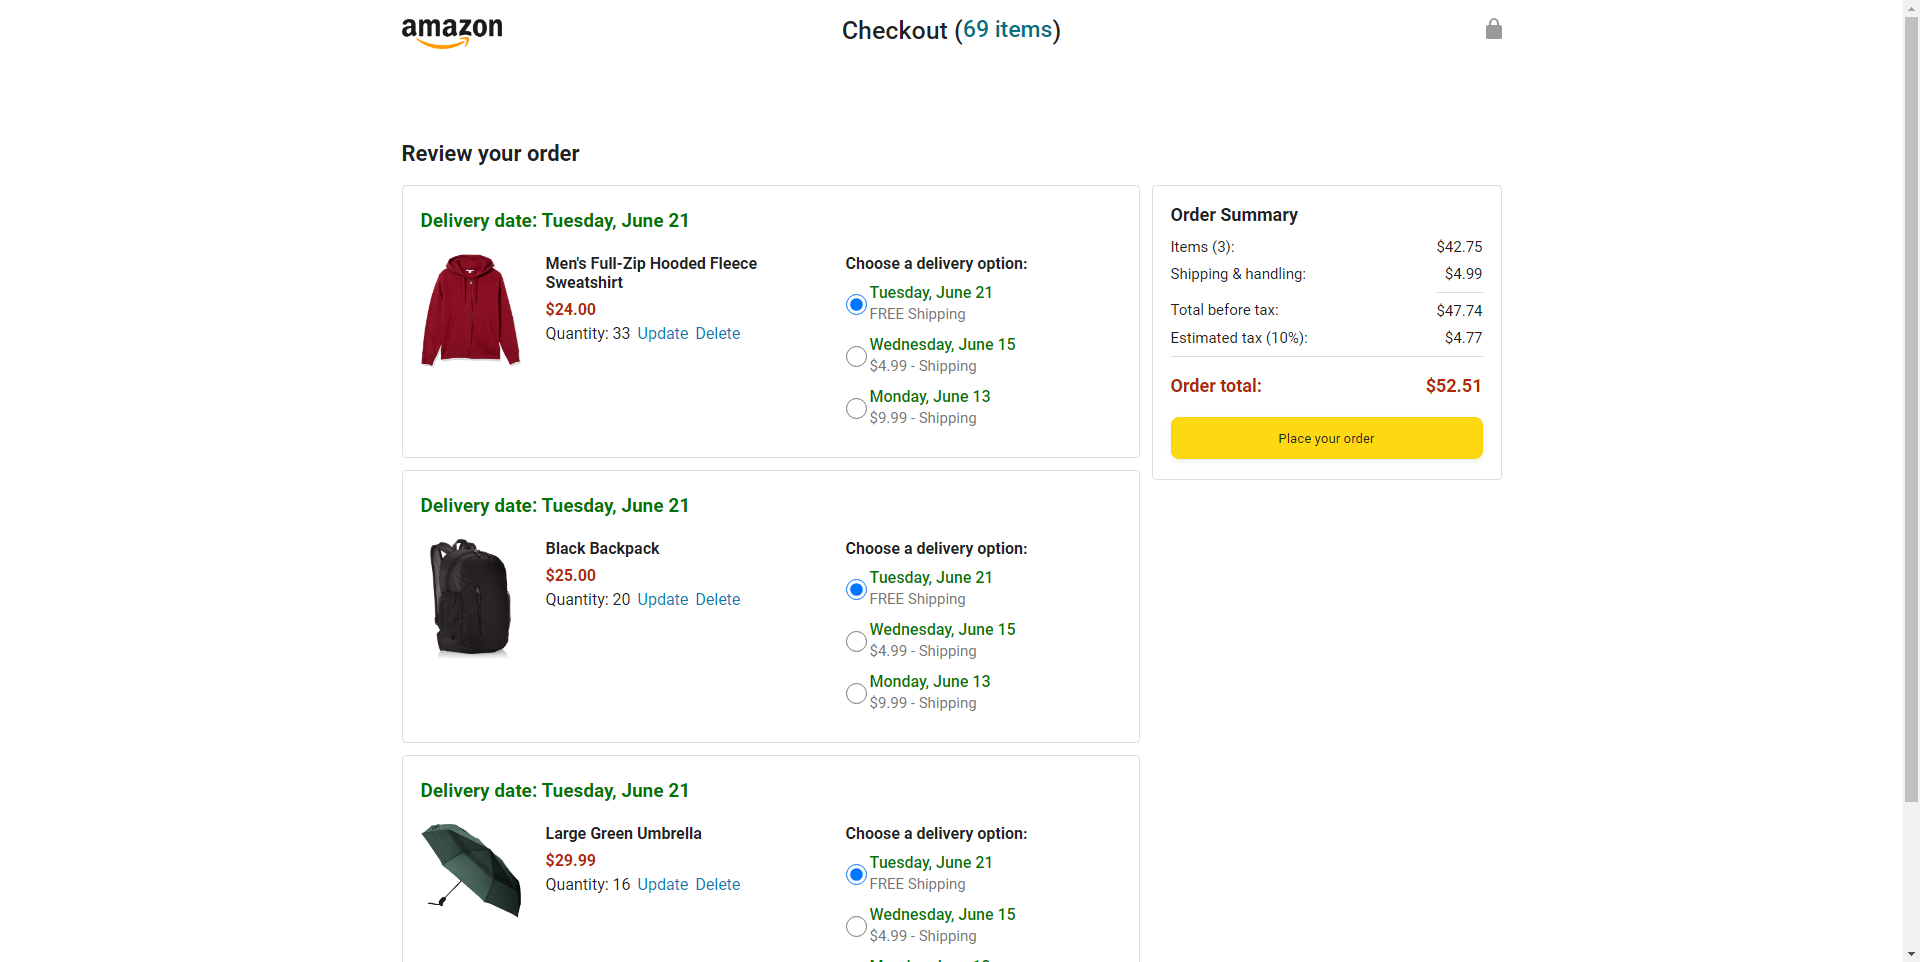 amazon
Checkout (69 items)
Review your order
Delivery date: Tuesday, June 21
Men's Full-Zip Hooded Fleece
Sweatshirt
$24.00
Quantity: 33 Update Delete
Choose a delivery option:
Tuesday, June 21
FREE Shipping
Wednesday, June 15
$4.99 - Shipping
Monday, June 13
$9.99 - Shipping
Order Summary
Items (3): $42.75
Shipping & handling: $4.99
Total before tax: $47.74
Estimated tax (10%): $4.77
Order total: $52.51
Place your order
Delivery date: Tuesday, June 21
Black Backpack
$25.00
Quantity: 20 Update Delete
Choose a delivery option:
Tuesday, June 21
FREE Shipping
Wednesday, June 15
$4.99 - Shipping
Monday, June 13
$9.99 - Shipping
Delivery date: Tuesday, June 21
Large Green Umbrella
$29.99
Quantity: 16 Update Delete
Choose a delivery option:
Tuesday, June 21
FREE Shipping
Wednesday, June 15
$4.99 - Shipping